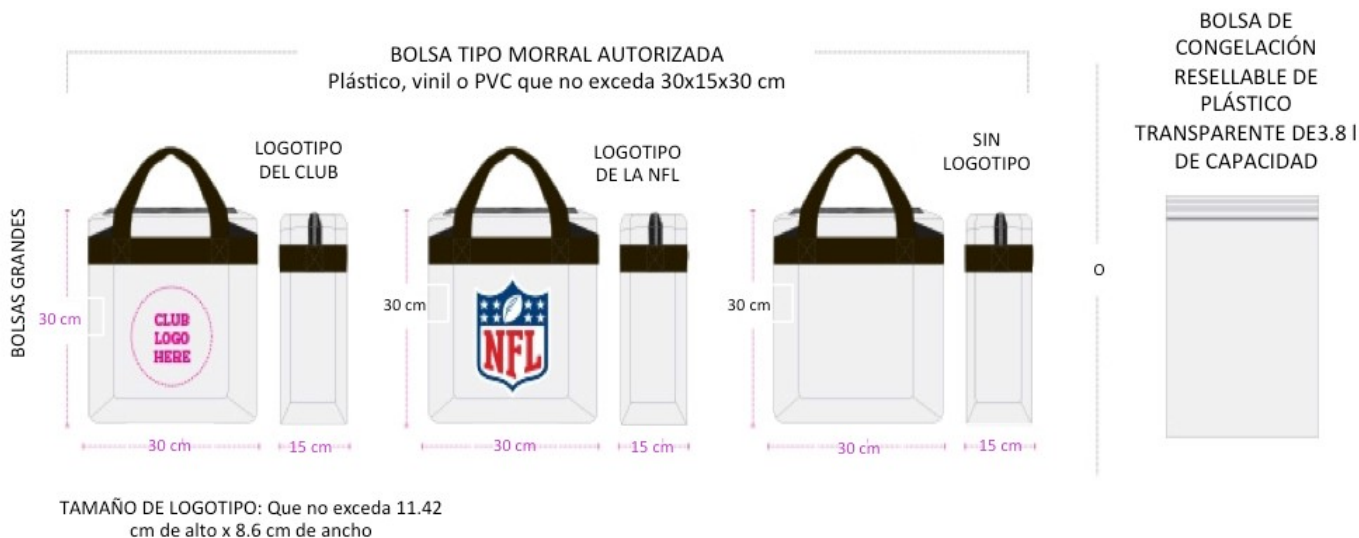 BOLSA TIPO MORRAL AUTORIZADA
Plástico, vinil o PVC que no exceda 30x15x30 cm
BOLSA DE
CONGELACIÓN
RESELLABLE DE
PLÁSTICO
TRANSPARENTE DE3.8 l
DE CAPACIDAD
BOLSAS GRANDES
LOGOTIPO
DEL CLUB
LOGOTIPO
DE LA NFL
SIN
LOGOTIPO
30 cm
CLUB
LOGO
HERE
30 cm
15 cm
30 cm
NFL
30 cm
15 cm
30 cm
30 cm
15 cm
O
TAMAÑO DE LOGOTIPO: Que no exceda 11.42
cm de alto x 8.6 cm de ancho